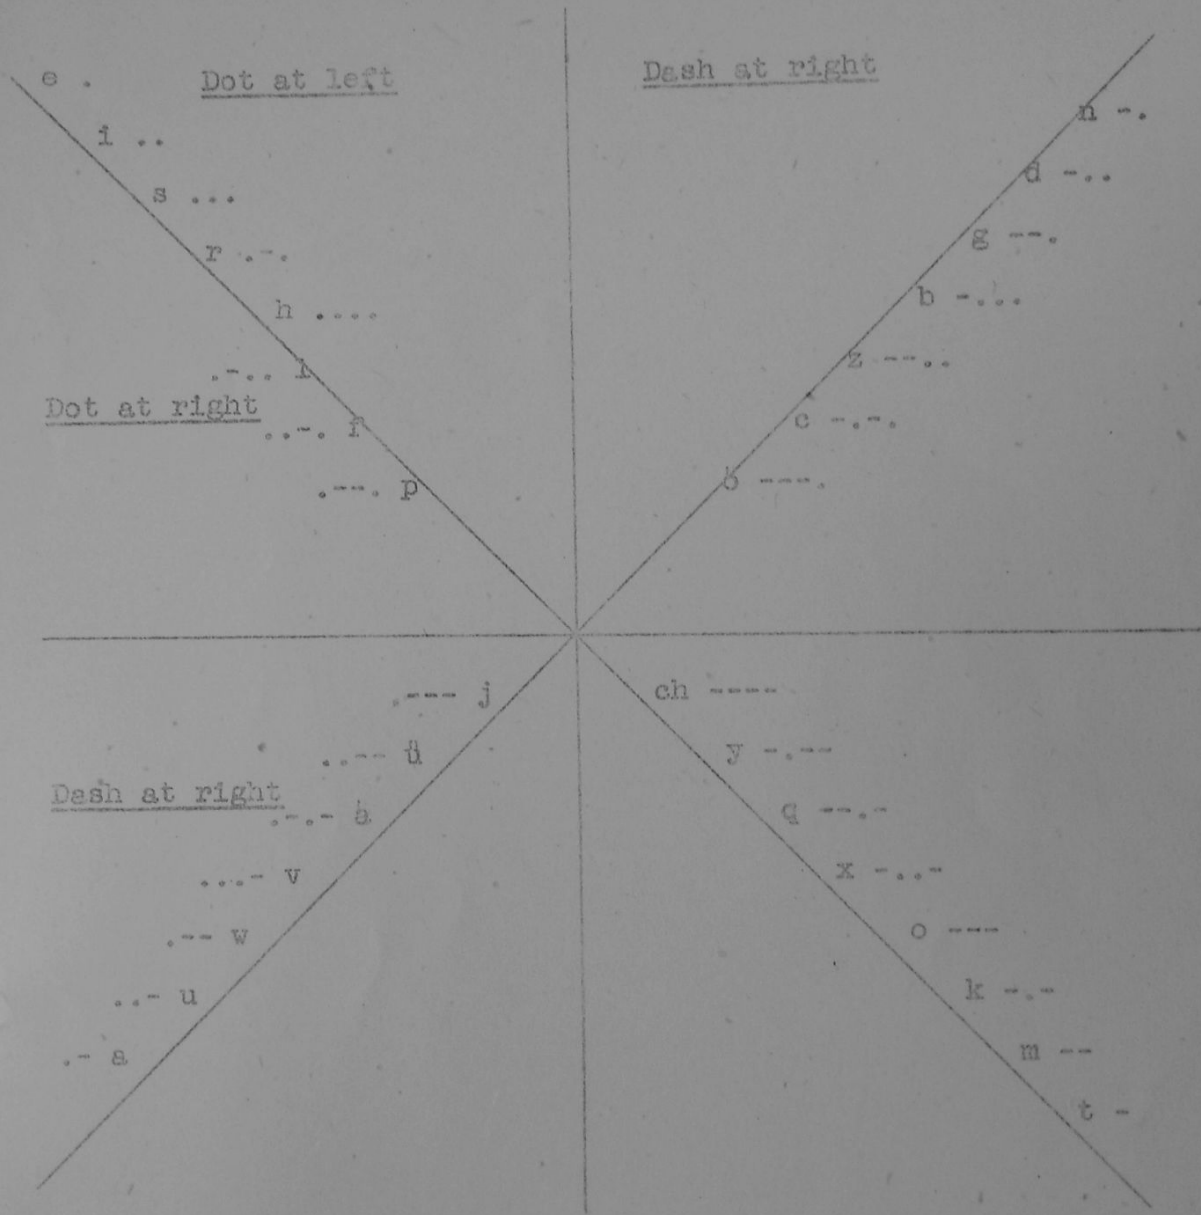 e .
Dot at left
Dash at right
n -.
i ..
d -..
s ...
g --.
r .-.
b -...
h ....
z --..
.-.. l
Dot at right
c -.-.
..-. f
ö ---.
.--. p
.--- j
ch ----
..-- ü
y -.--
Dash at right
.-.- ä
q --.-
...- v
x -..-
.-- w
o ---
..- u
k -.-
.- a
m --
t -